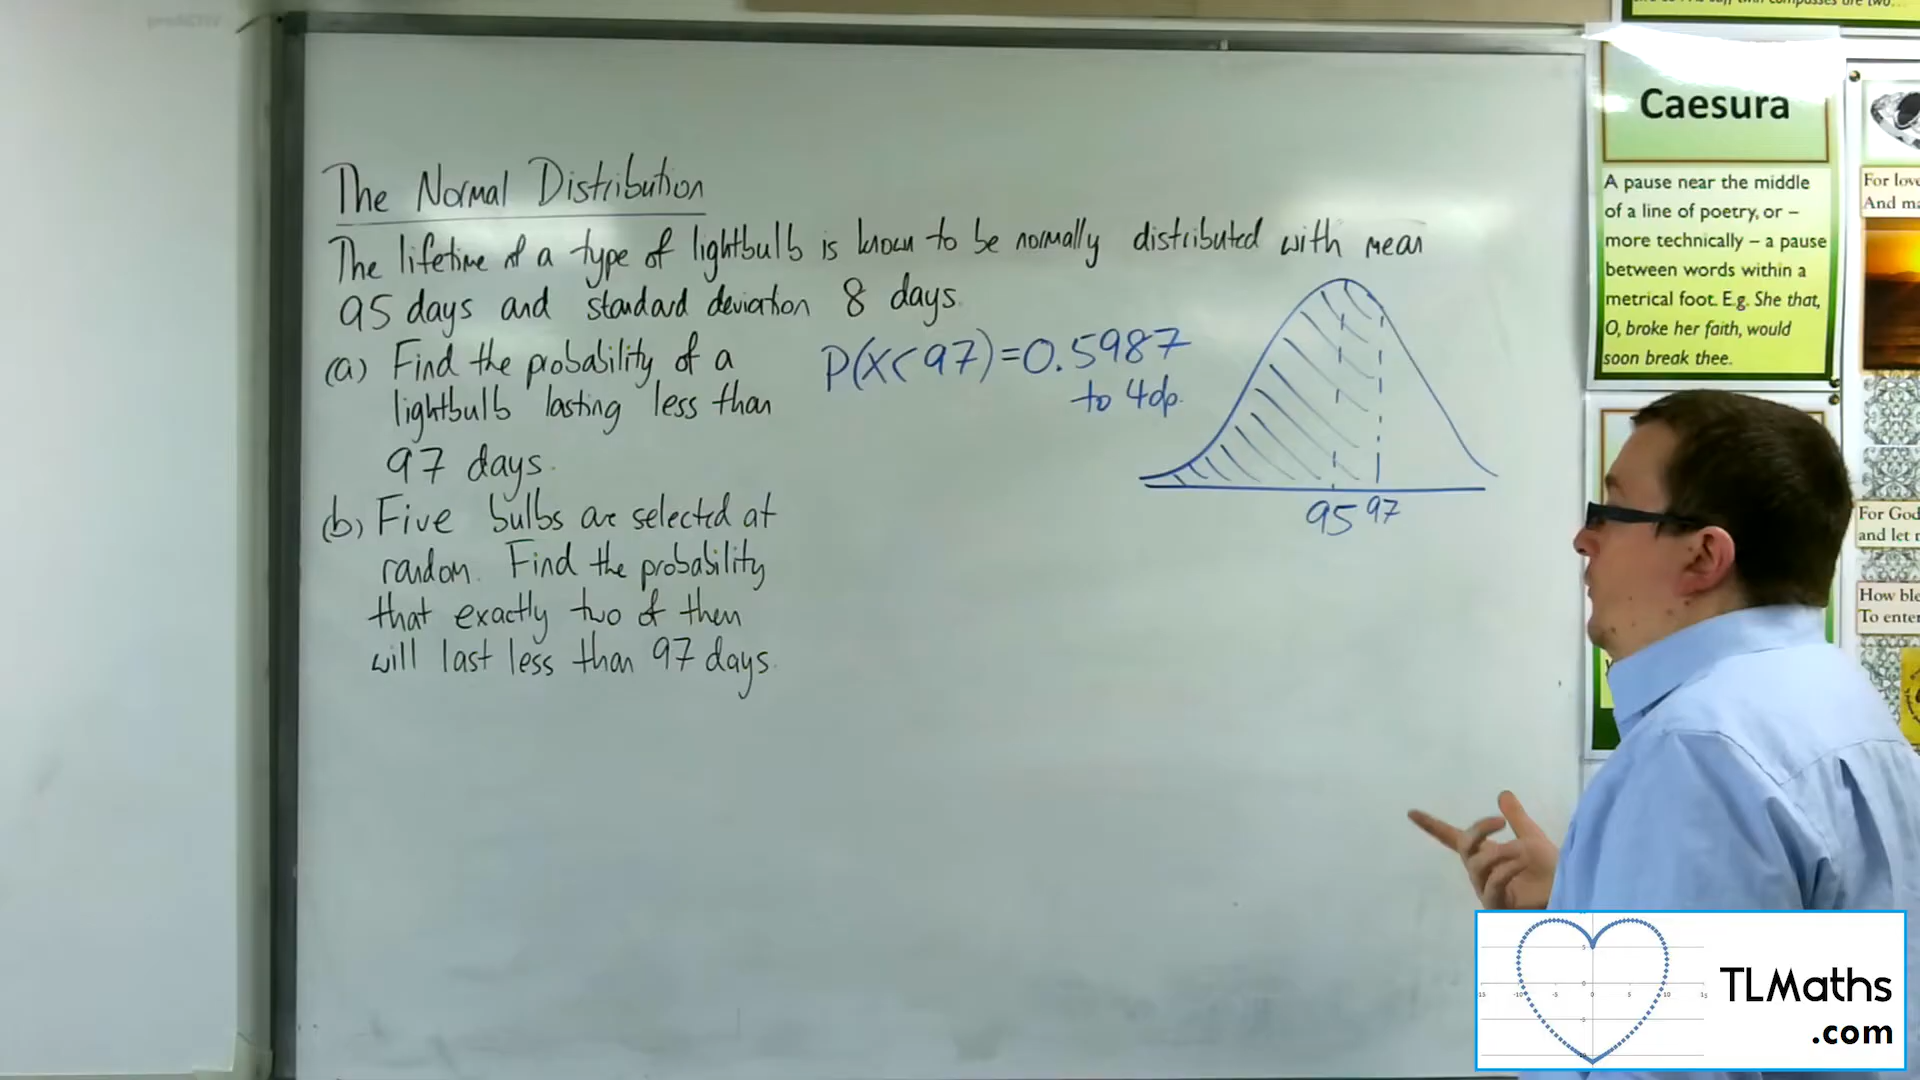 The Normal Distribution
The lifetime of a type of lightbulb is known to be normally distributed with mean
95 days and standard deviation 8 days.
(a) Find the probability of a
lightbulb lasting less than
97 days.
(b) Five bulbs are selected at
random. Find the probability
that exactly two of them
will last less than 97 days.
P(X<97)=0.5987
to 4dp.
95 97
Caesura
A pause near the middle
of a line of poetry, or –
more technically – a pause
between words within a
metrical foot. E.g. She that,
O, broke her faith, would
soon break thee.
For love
And
For God
and let
How
To enter
TLMaths
.com